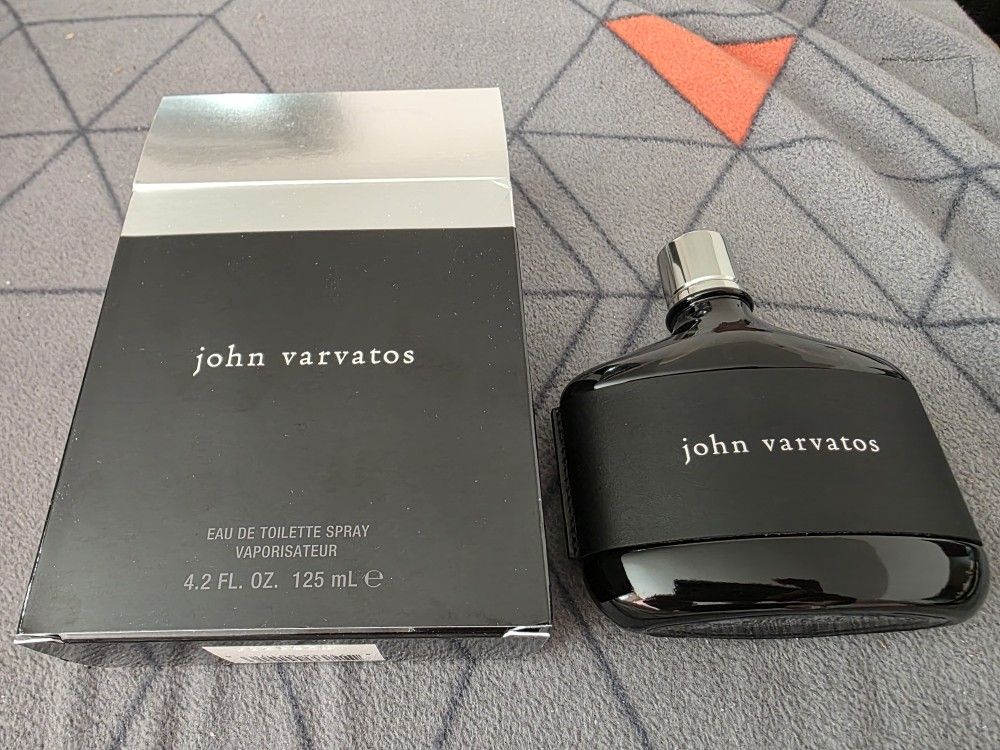 john varvatos
EAU DE TOILETTE SPRAY
VAPORISATEUR
4.2 FL. OZ. 125 mL ℮
john varvatos